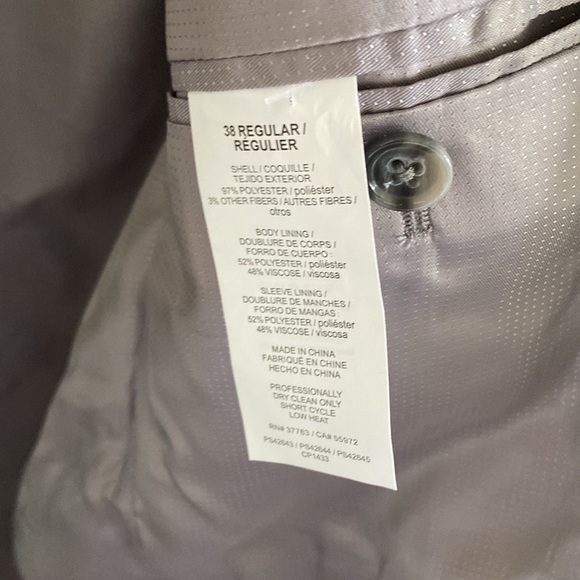 38 REGULAR /
RÉGULIER
SHELL / COQUILLE /
TEJIDO EXTERIOR
97% POLYESTER / poliéster
3% OTHER FIBERS / AUTRES FIBRES /
otros
BODY LINING /
DOUBLURE DE CORPS /
FORRO DE CUERPO :
52% POLYESTER / poliéster
48% VISCOSE / viscosa
SLEEVE LINING /
DOUBLURE DE MANCHES /
FORRO DE MANGAS :
52% POLYESTER / poliéster
48% VISCOSE / viscosa
MADE IN CHINA
FABRIQUÉ EN CHINE
HECHO EN CHINA
PROFESSIONALLY
DRY CLEAN ONLY
SHORT CYCLE
LOW HEAT
RN# 37763 / CA# 55972
PS42643 / PS42644 / PS42645
CP1433